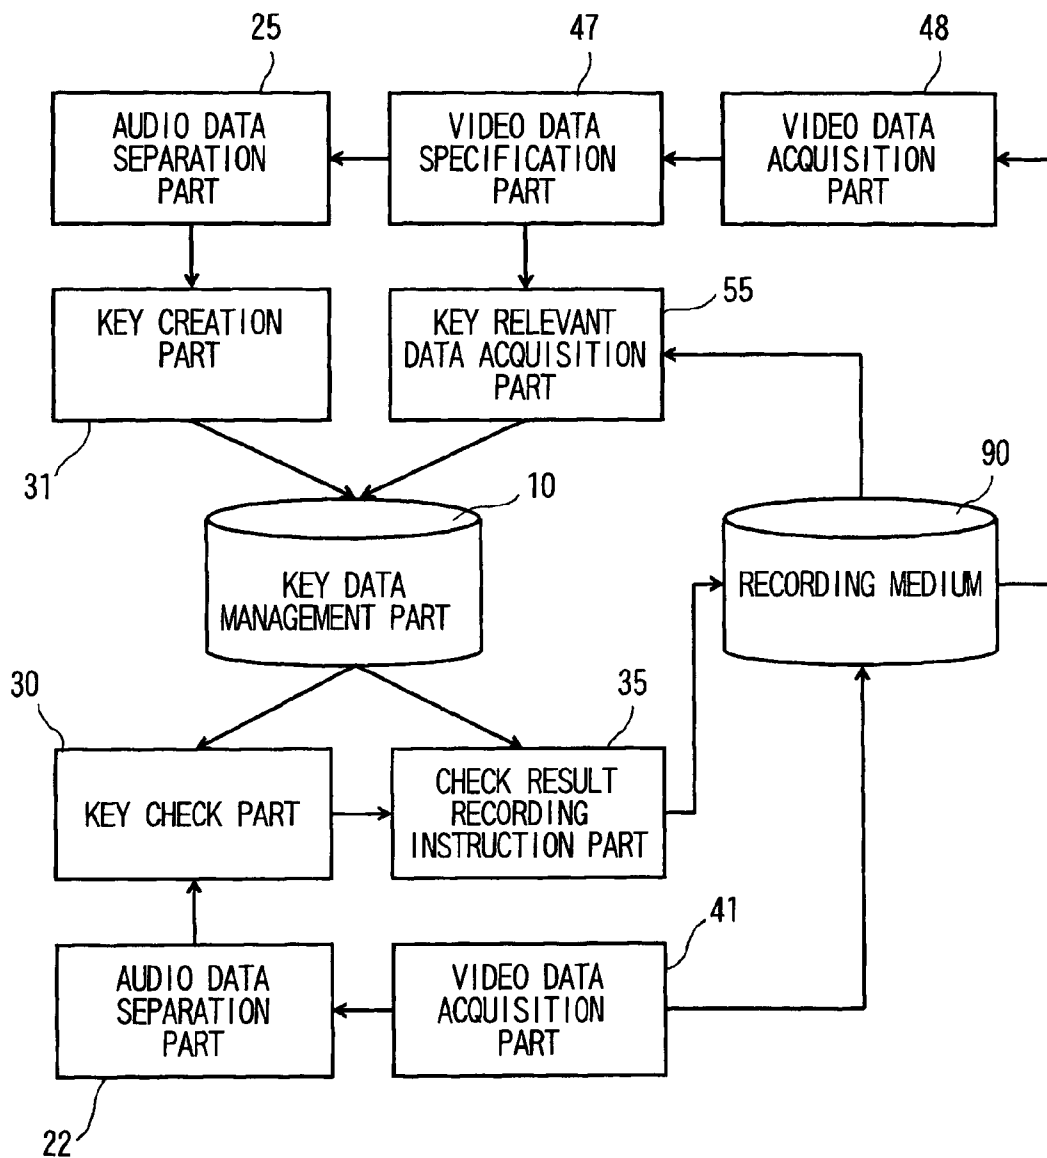 25
47
48
AUDIO DATA
SEPARATION
PART
VIDEO DATA
SPECIFICATION
PART
VIDEO DATA
ACQUISITION
PART
KEY CREATION
PART
31
KEY RELEVANT
DATA ACQUISITION
PART
55
10
KEY DATA
MANAGEMENT PART
90
RECORDING MEDIUM
30
KEY CHECK PART
35
CHECK RESULT
RECORDING
INSTRUCTION PART
AUDIO DATA
SEPARATION
PART
22
VIDEO DATA
ACQUISITION
PART
41